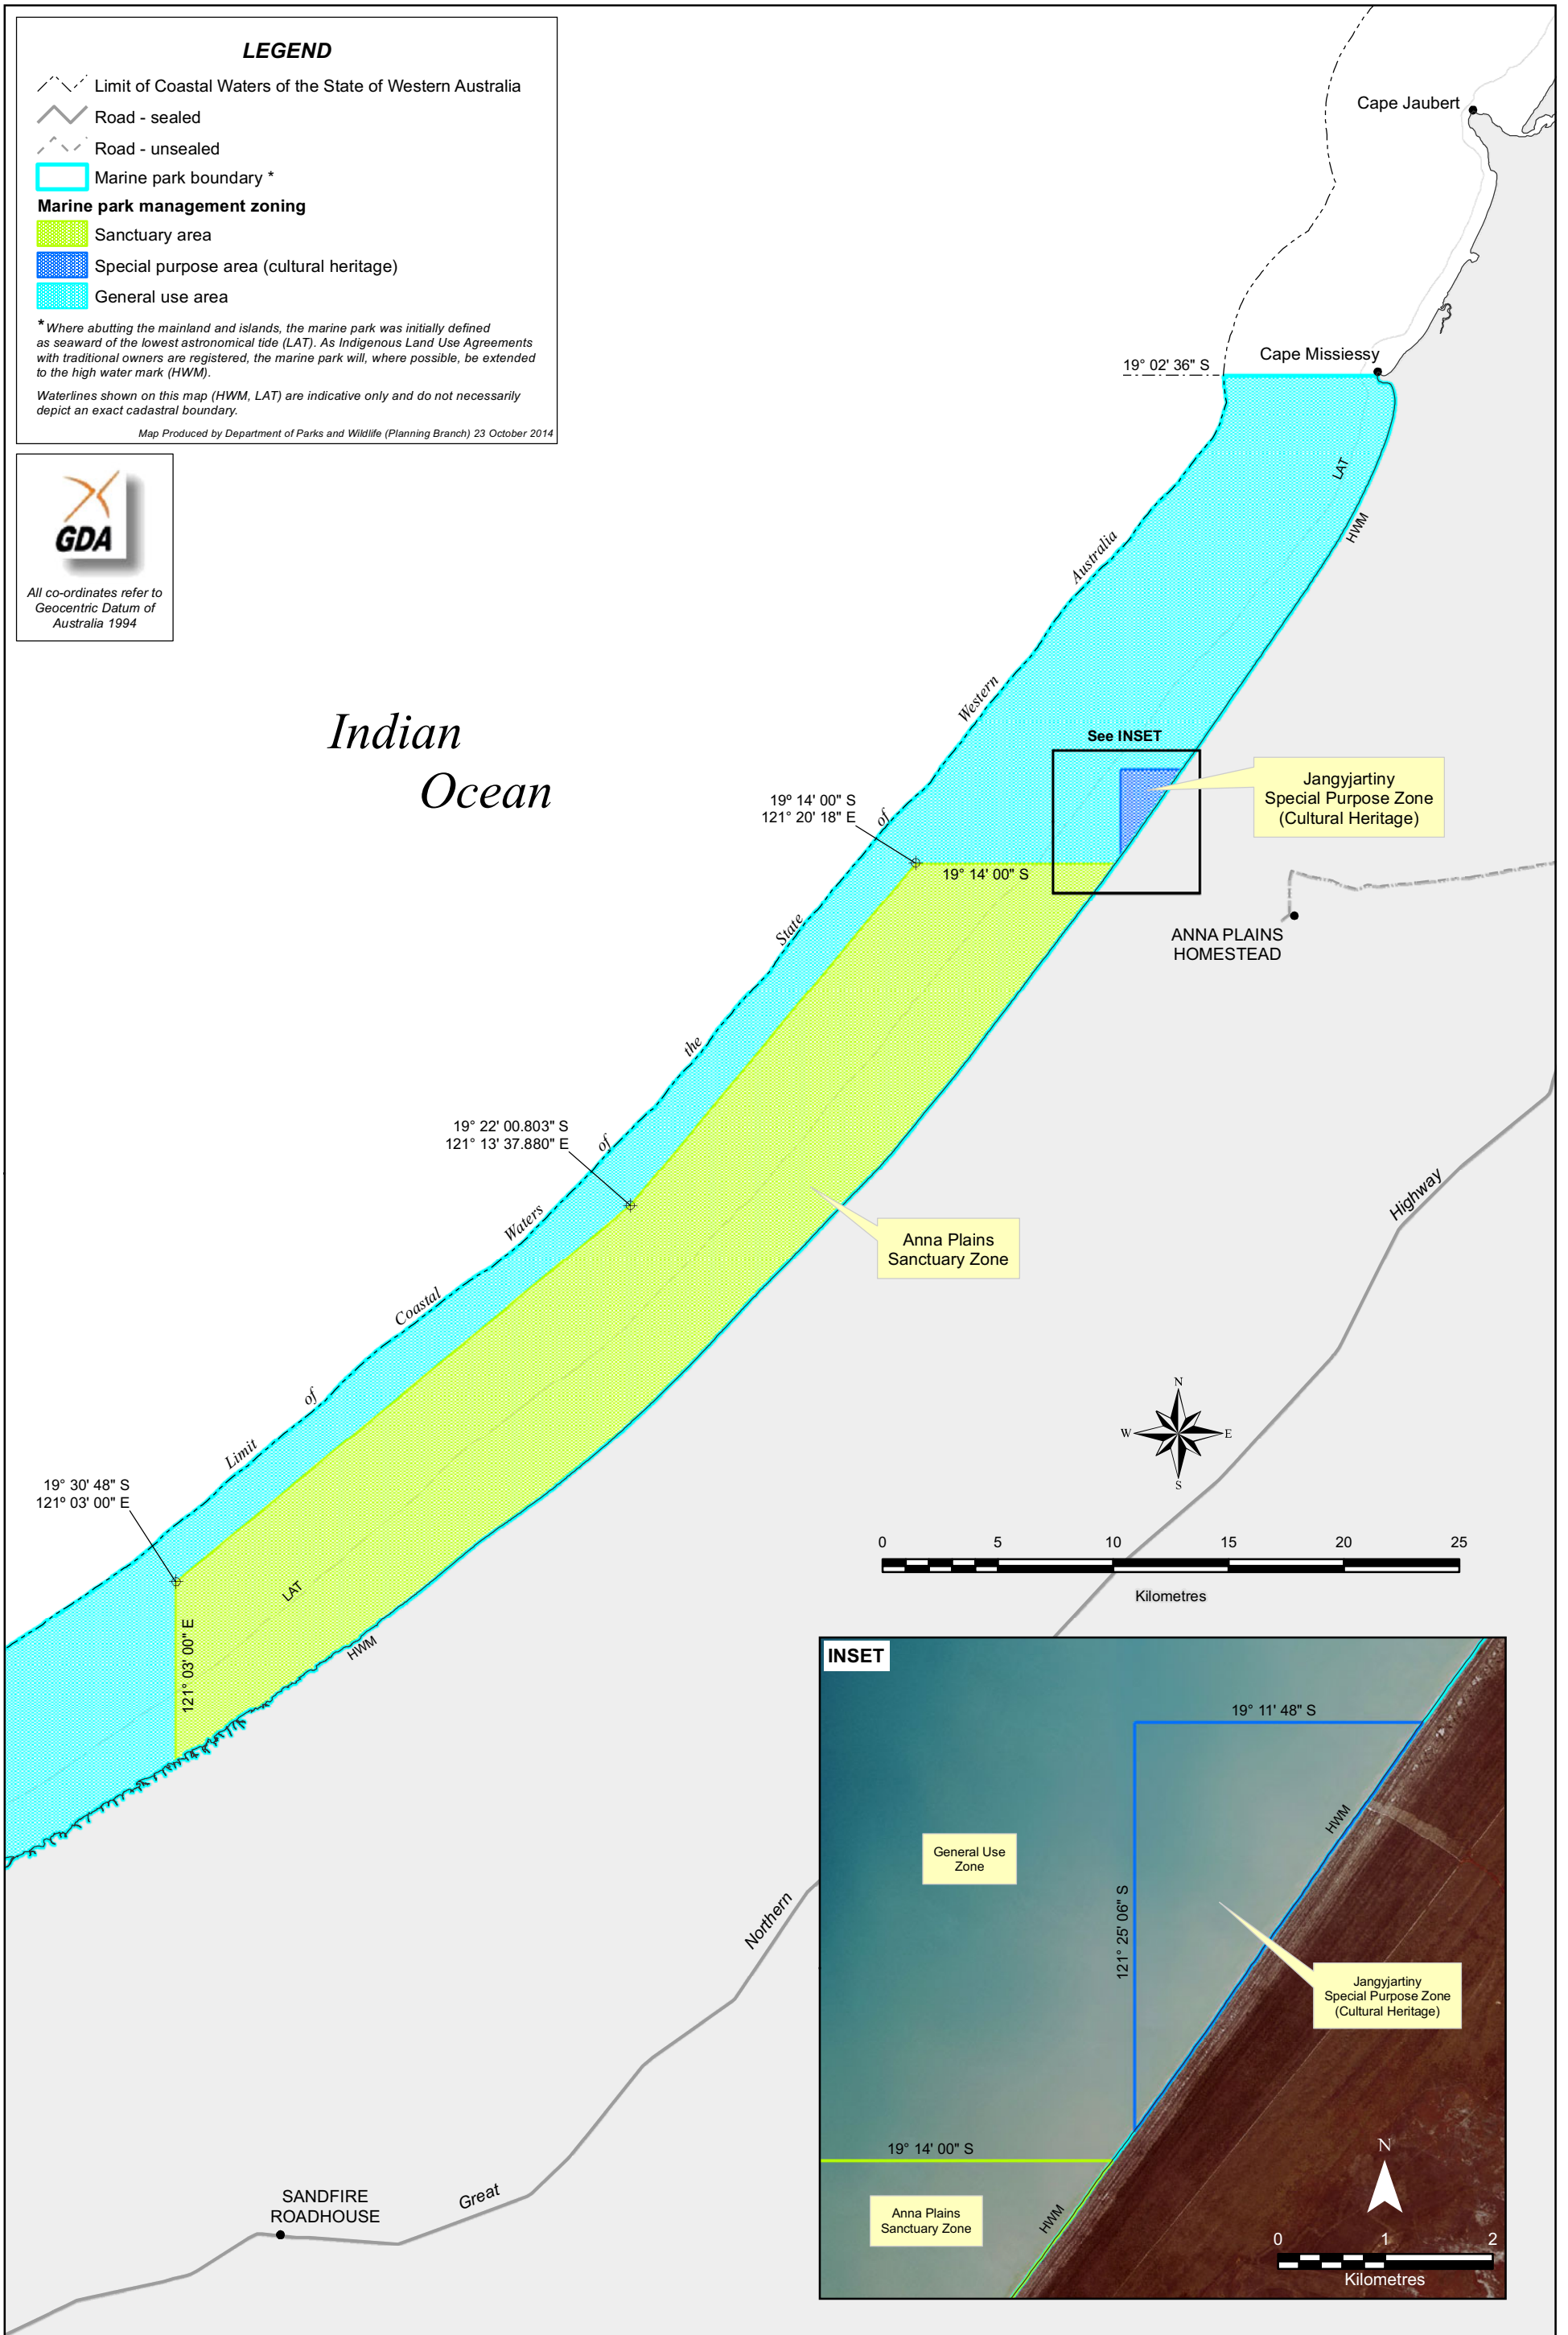 LEGEND
Limit of Coastal Waters of the State of Western Australia
Road - sealed
Road - unsealed
Marine park boundary *
Marine park management zoning
Sanctuary area
Special purpose area (cultural heritage)
General use area
* Where abutting the mainland and islands, the marine park was initially defined
as seaward of the lowest astronomical tide (LAT). As Indigenous Land Use Agreements
with traditional owners are registered, the marine park will, where possible, be extended
to the high water mark (HWM).
Waterlines shown on this map (HWM, LAT) are indicative only and do not necessarily
depict an exact cadastral boundary.
Map Produced by Department of Parks and Wildlife (Planning Branch) 23 October 2014
GDA
All co-ordinates refer to
Geocentric Datum of
Australia 1994
Cape Jaubert
Cape Missiessy
19° 02' 36" S
LAT
HWM
Indian
Ocean
Limit of Coastal Waters of the State of Western Australia
See INSET
Jangyjartiny
Special Purpose Zone
(Cultural Heritage)
19º 14' 00" S
121° 20' 18" E
19° 14' 00" S
ANNA PLAINS
HOMESTEAD
19° 22' 00.803" S
121° 13' 37.880" E
Anna Plains
Sanctuary Zone
19° 30' 48" S
121º 03' 00" E
121° 03' 00" E
LAT
HWM
N
W
E
S
0 5 10 15 20 25
Kilometres
Great Northern Highway
SANDFIRE
ROADHOUSE
INSET
19° 11' 48" S
HWM
General Use
Zone
121° 25' 06" S
Jangyjartiny
Special Purpose Zone
(Cultural Heritage)
19° 14' 00" S
Anna Plains
Sanctuary Zone
HWM
N
0 1 2
Kilometres